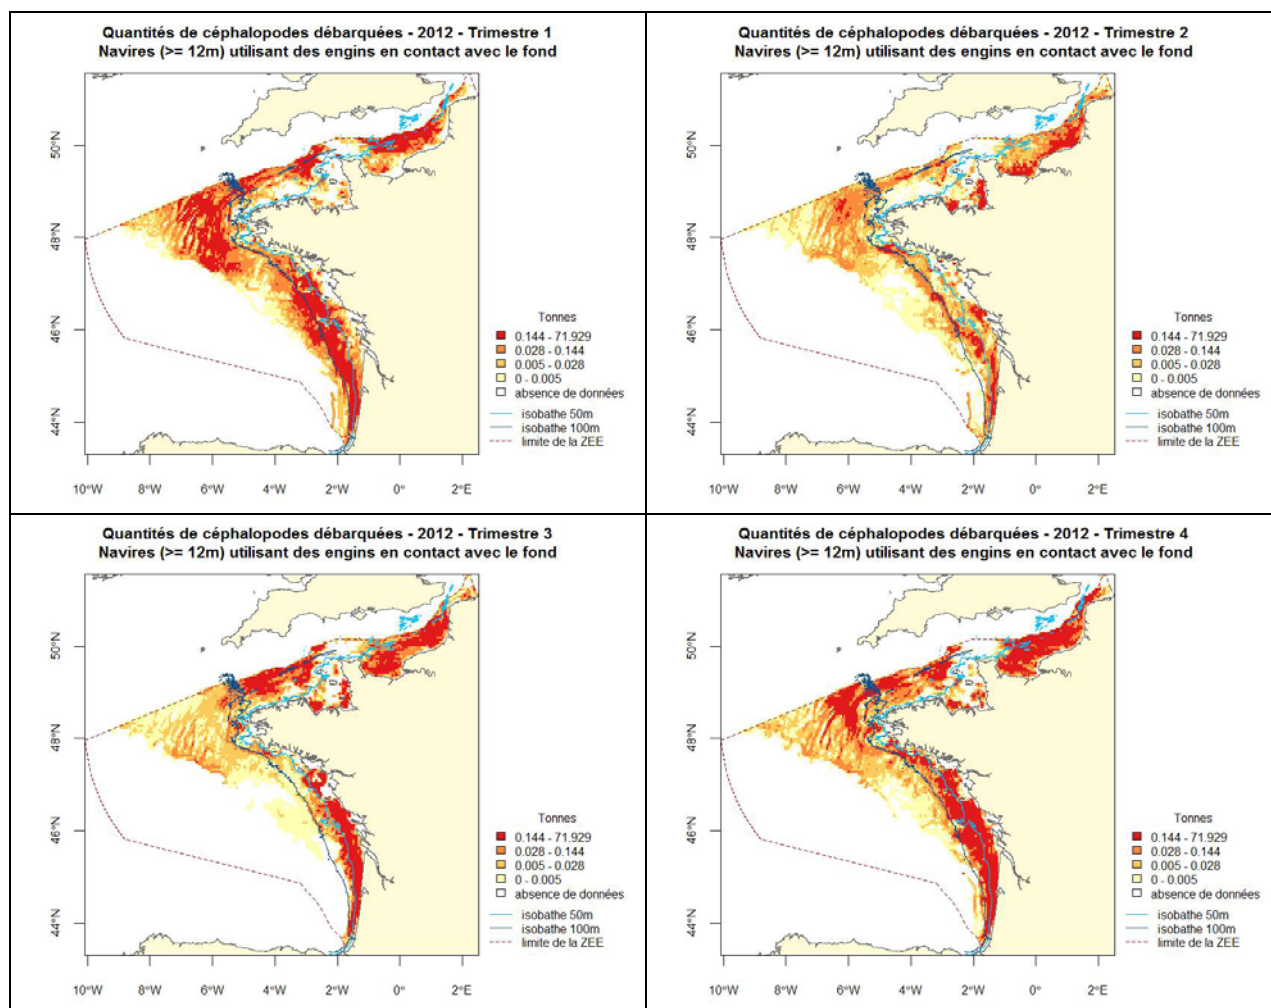 Quantités de céphalopodes débarquées - 2012 - Trimestre 1
Navires (>= 12m) utilisant des engins en contact avec le fond
50°N
48°N
46°N
44°N
10°W 8°W 6°W 4°W 2°W 0° 2°E
Tonnes
0.144 - 71.929
0.028 - 0.144
0.005 - 0.028
0 - 0.005
absence de données
isobathe 50m
isobathe 100m
limite de la ZEE
Quantités de céphalopodes débarquées - 2012 - Trimestre 2
Navires (>= 12m) utilisant des engins en contact avec le fond
50°N
48°N
46°N
44°N
10°W 8°W 6°W 4°W 2°W 0° 2°E
Tonnes
0.144 - 71.929
0.028 - 0.144
0.005 - 0.028
0 - 0.005
absence de données
isobathe 50m
isobathe 100m
limite de la ZEE
Quantités de céphalopodes débarquées - 2012 - Trimestre 3
Navires (>= 12m) utilisant des engins en contact avec le fond
50°N
48°N
46°N
44°N
10°W 8°W 6°W 4°W 2°W 0° 2°E
Tonnes
0.144 - 71.929
0.028 - 0.144
0.005 - 0.028
0 - 0.005
absence de données
isobathe 50m
isobathe 100m
limite de la ZEE
Quantités de céphalopodes débarquées - 2012 - Trimestre 4
Navires (>= 12m) utilisant des engins en contact avec le fond
50°N
48°N
46°N
44°N
10°W 8°W 6°W 4°W 2°W 0° 2°E
Tonnes
0.144 - 71.929
0.028 - 0.144
0.005 - 0.028
0 - 0.005
absence de données
isobathe 50m
isobathe 100m
limite de la ZEE